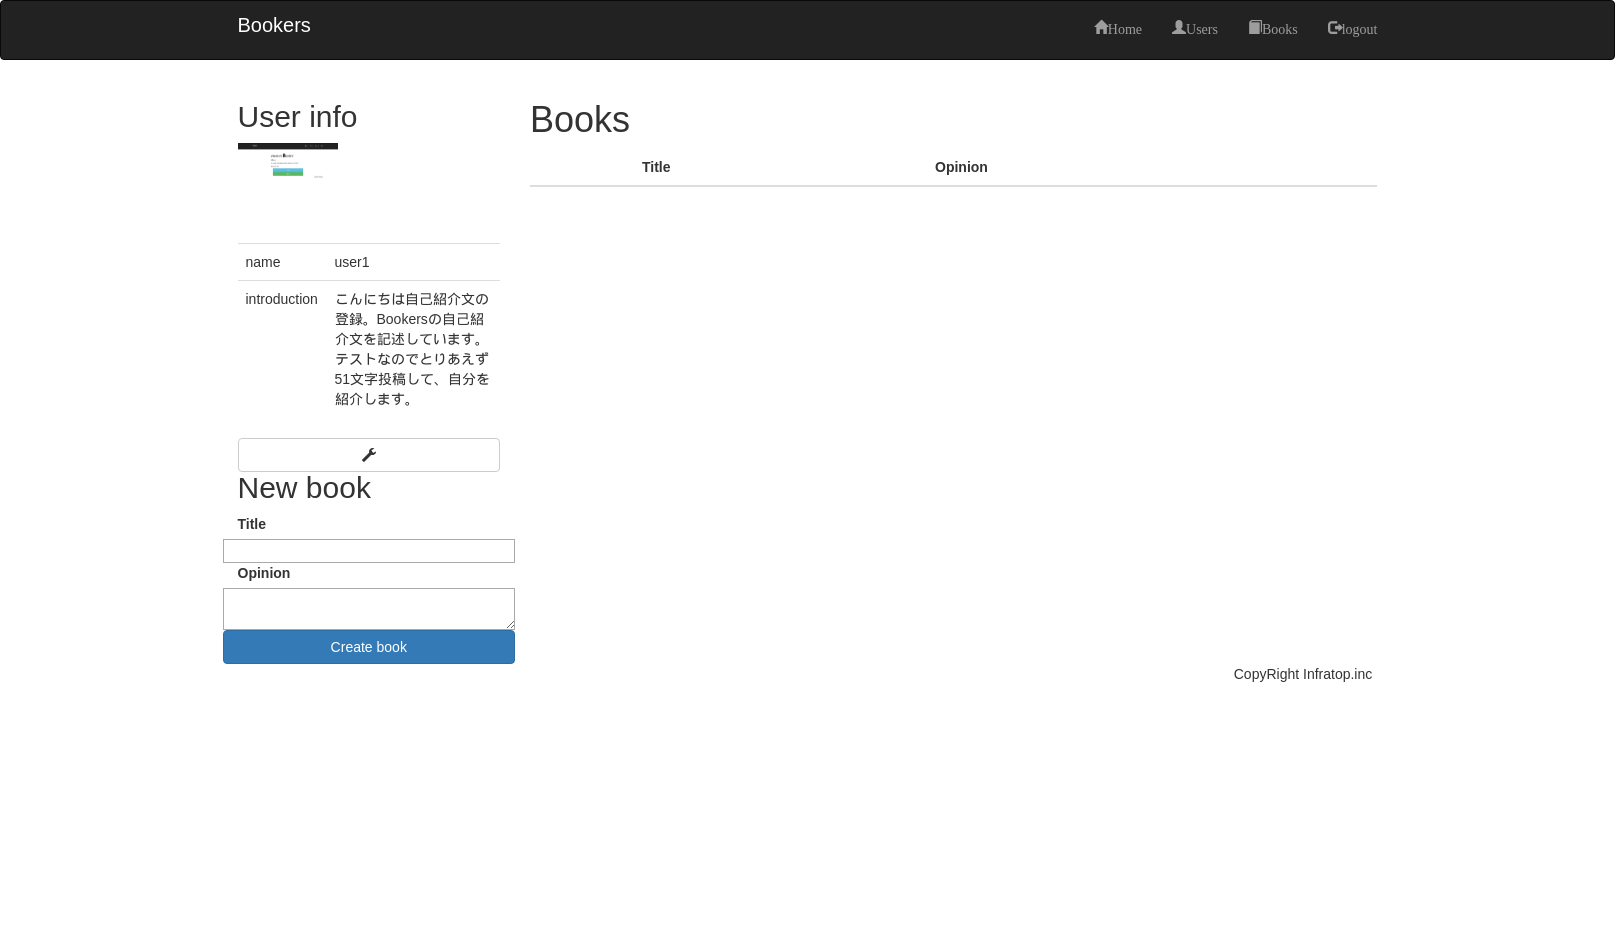 Bookers
Home Users Books logout
User info
name user1
introduction こんにちは自己紹介文の
登録。Bookersの自己紹
介文を記述しています。
テストなのでとりあえず
51文字投稿して、自分を
紹介します。
New book
Title
Opinion
Create book
Books
Title Opinion
CopyRight Infratop.inc